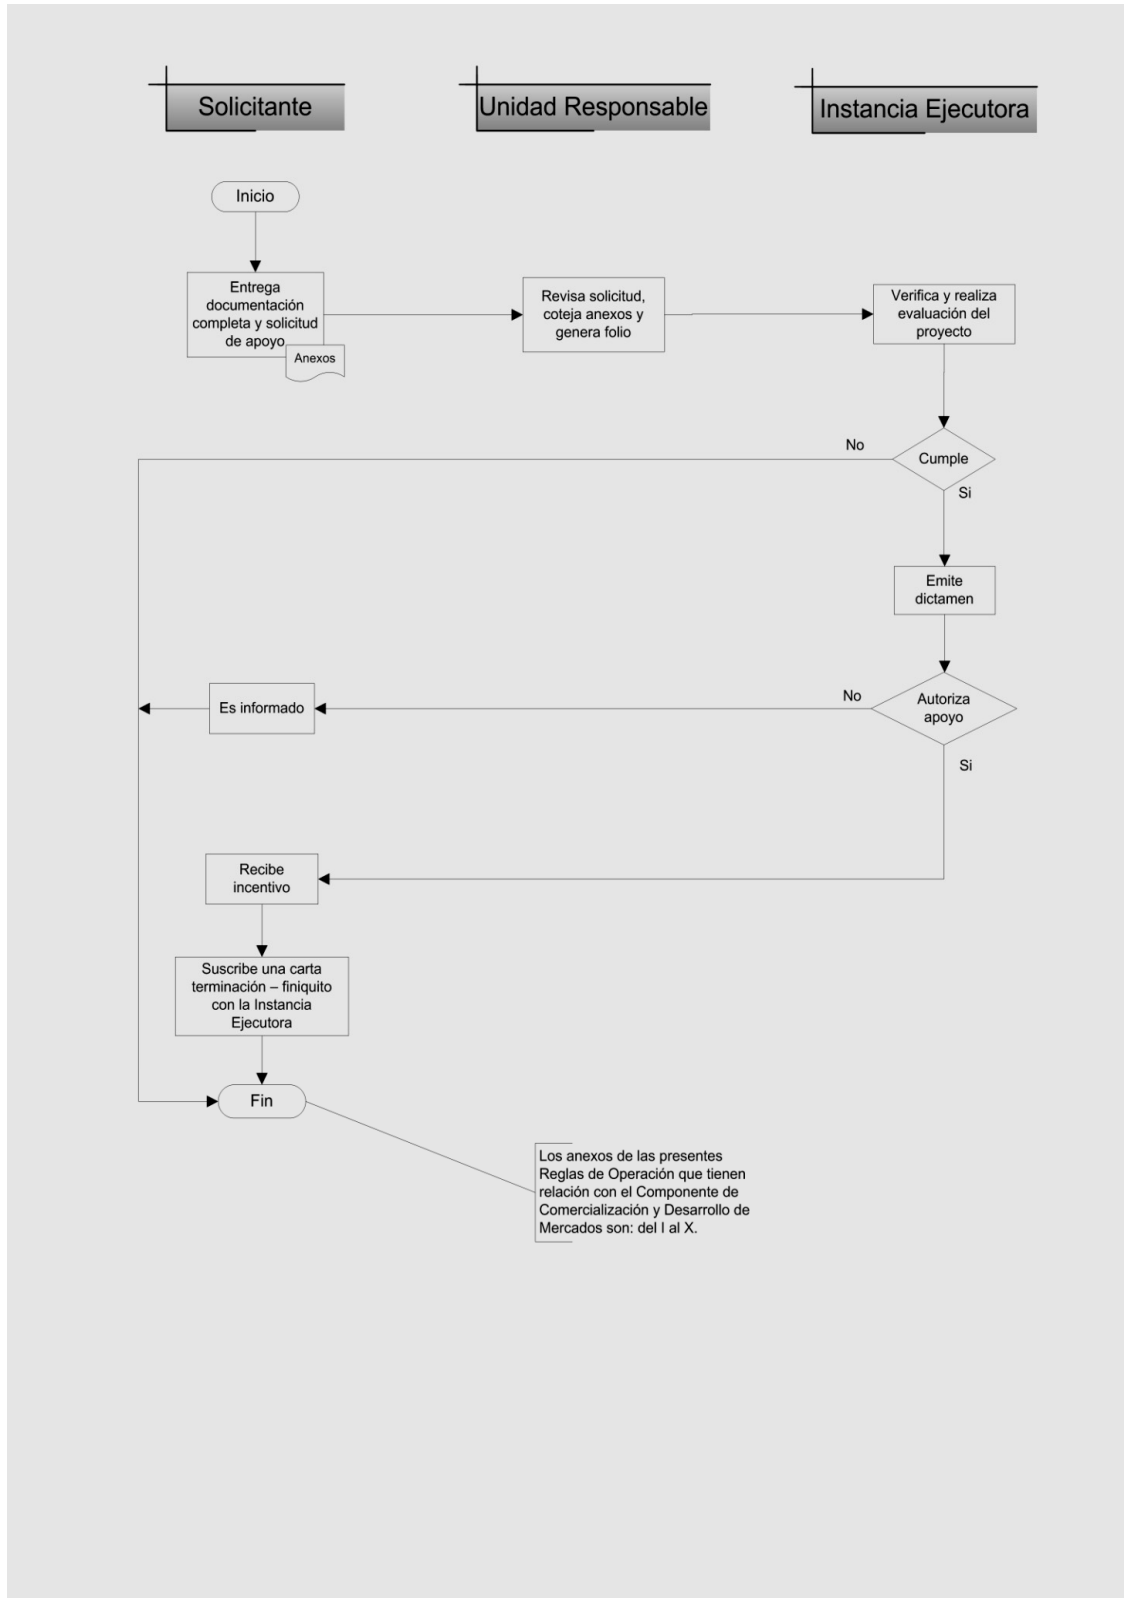 Solicitante
Unidad Responsable
Instancia Ejecutora
Inicio
Entrega
documentación
completa y solicitud
de apoyo
Anexos
Revisa solicitud,
coteja anexos y
genera folio
Verifica y realiza
evaluación del
proyecto
No
Cumple
Si
Emite
dictamen
Es informado
No
Autoriza
apoyo
Si
Recibe
incentivo
Suscribe una carta
terminación – finiquito
con la Instancia
Ejecutora
Fin
Los anexos de las presentes
Reglas de Operación que tienen
relación con el Componente de
Comercialización y Desarrollo de
Mercados son: del I al X.